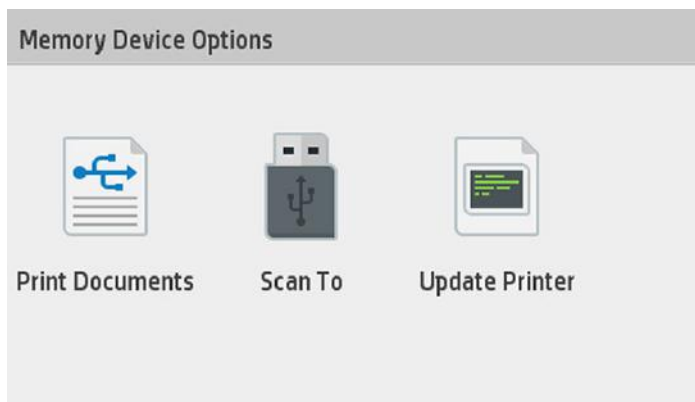 Memory Device Options
Print Documents
Scan To
Update Printer